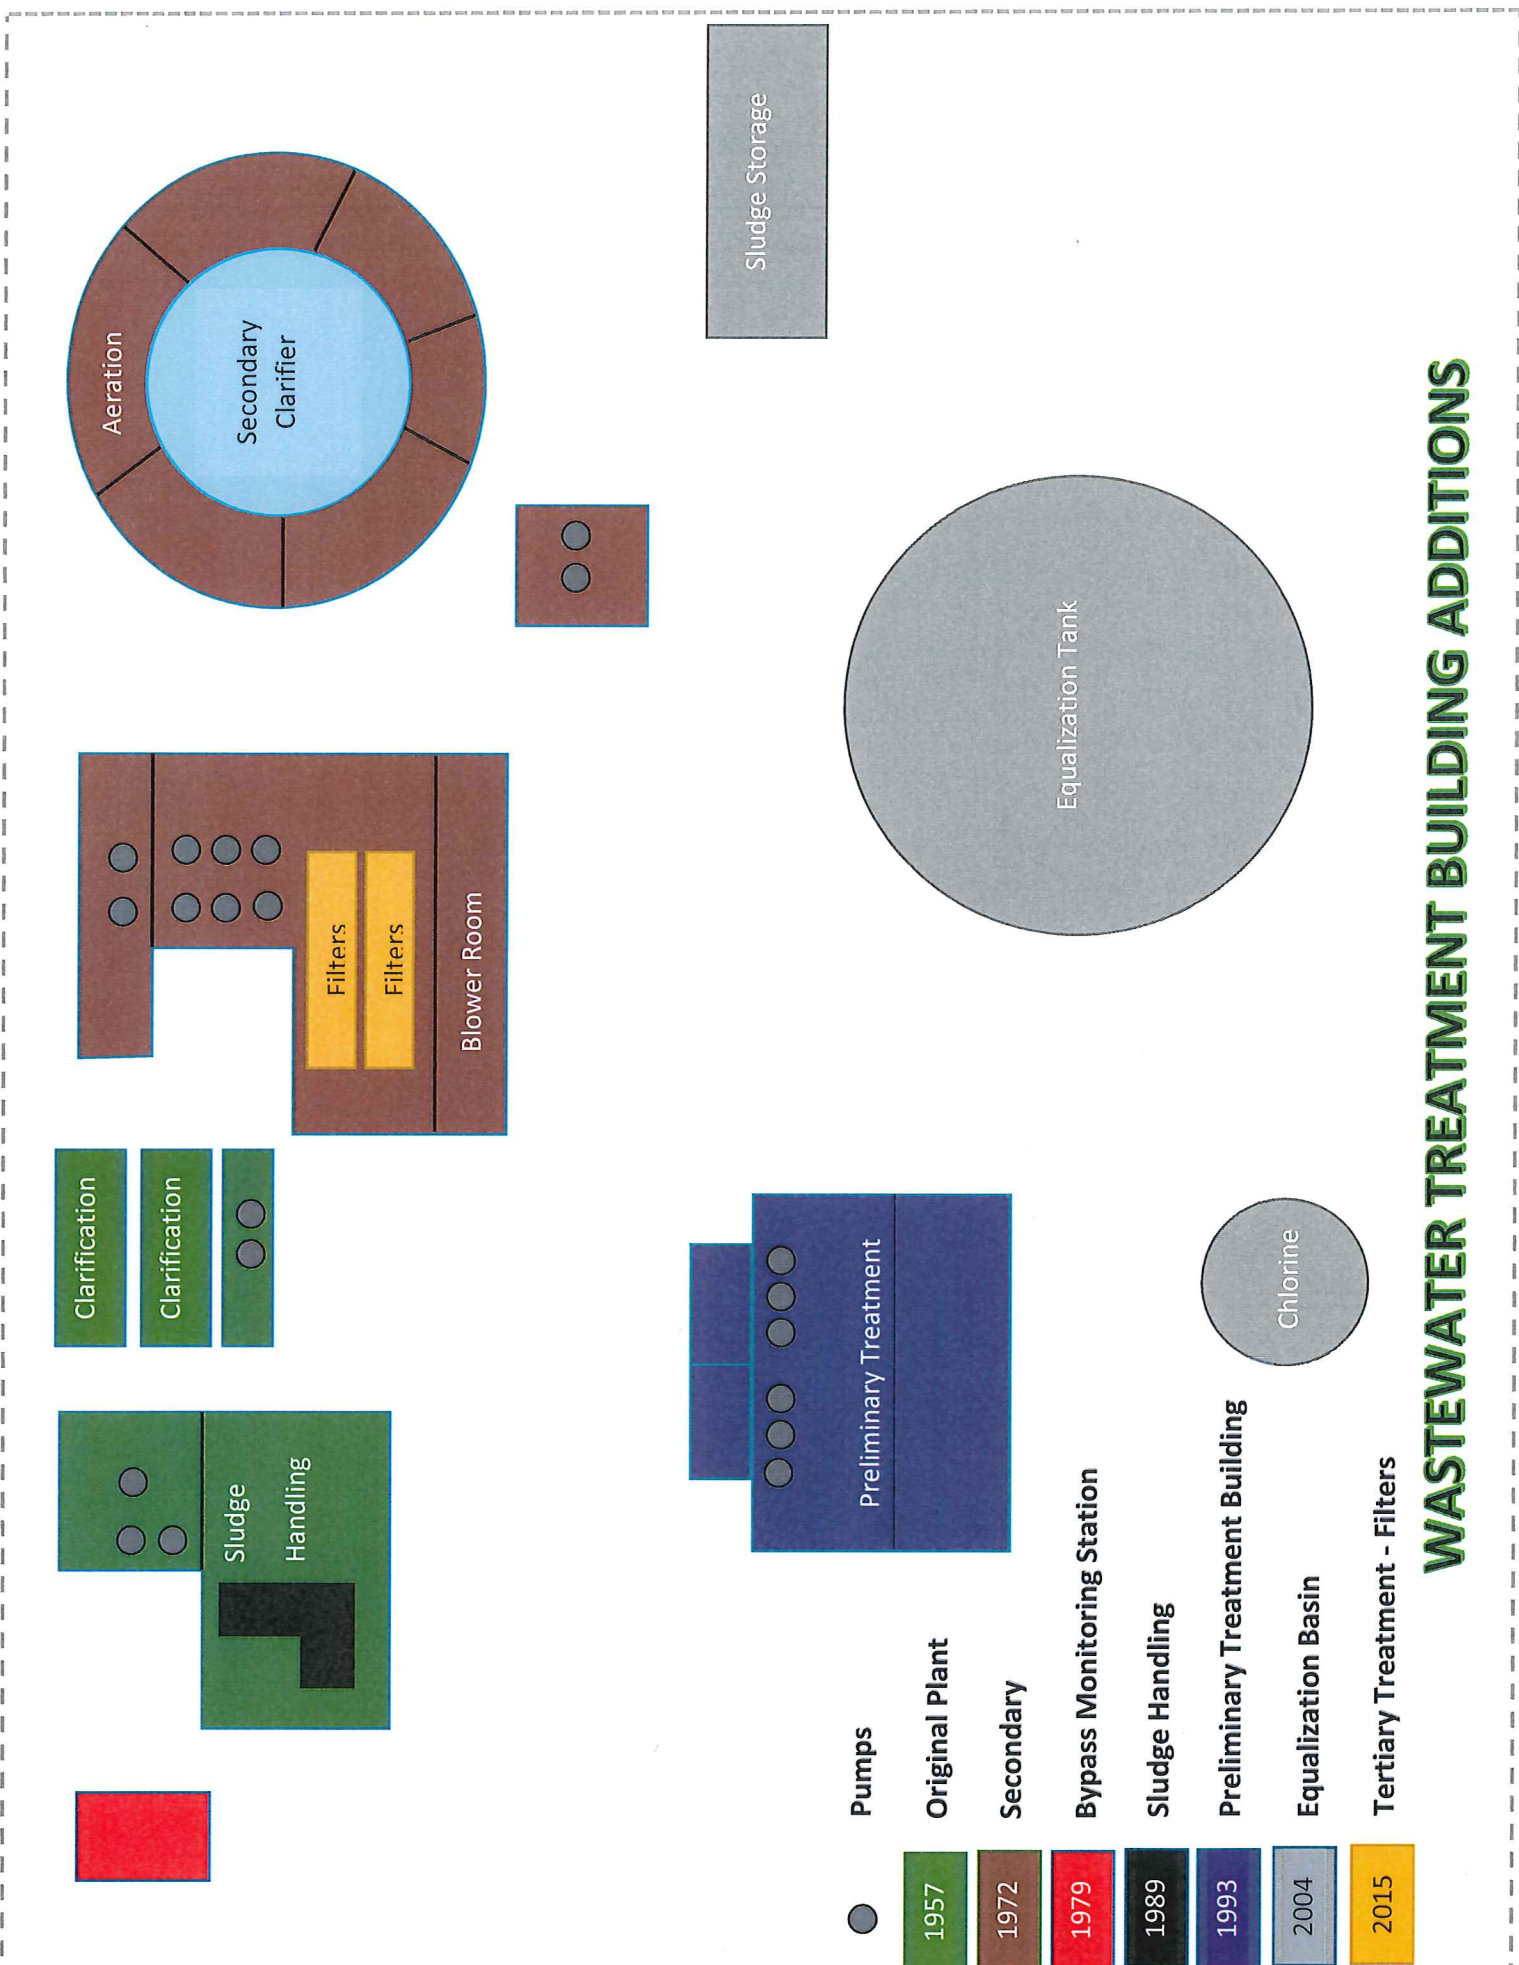 Sludge
Handling
Clarification
Clarification
Filters
Filters
Blower Room
Aeration
Secondary
Clarifier
Sludge Storage
Preliminary Treatment
Equalization Tank
Chlorine
Pumps
1957 Original Plant
1972 Secondary
1979 Bypass Monitoring Station
1989 Sludge Handling
1993 Preliminary Treatment Building
2004 Equalization Basin
2015 Tertiary Treatment - Filters
WASTEWATER TREATMENT BUILDING ADDITIONS